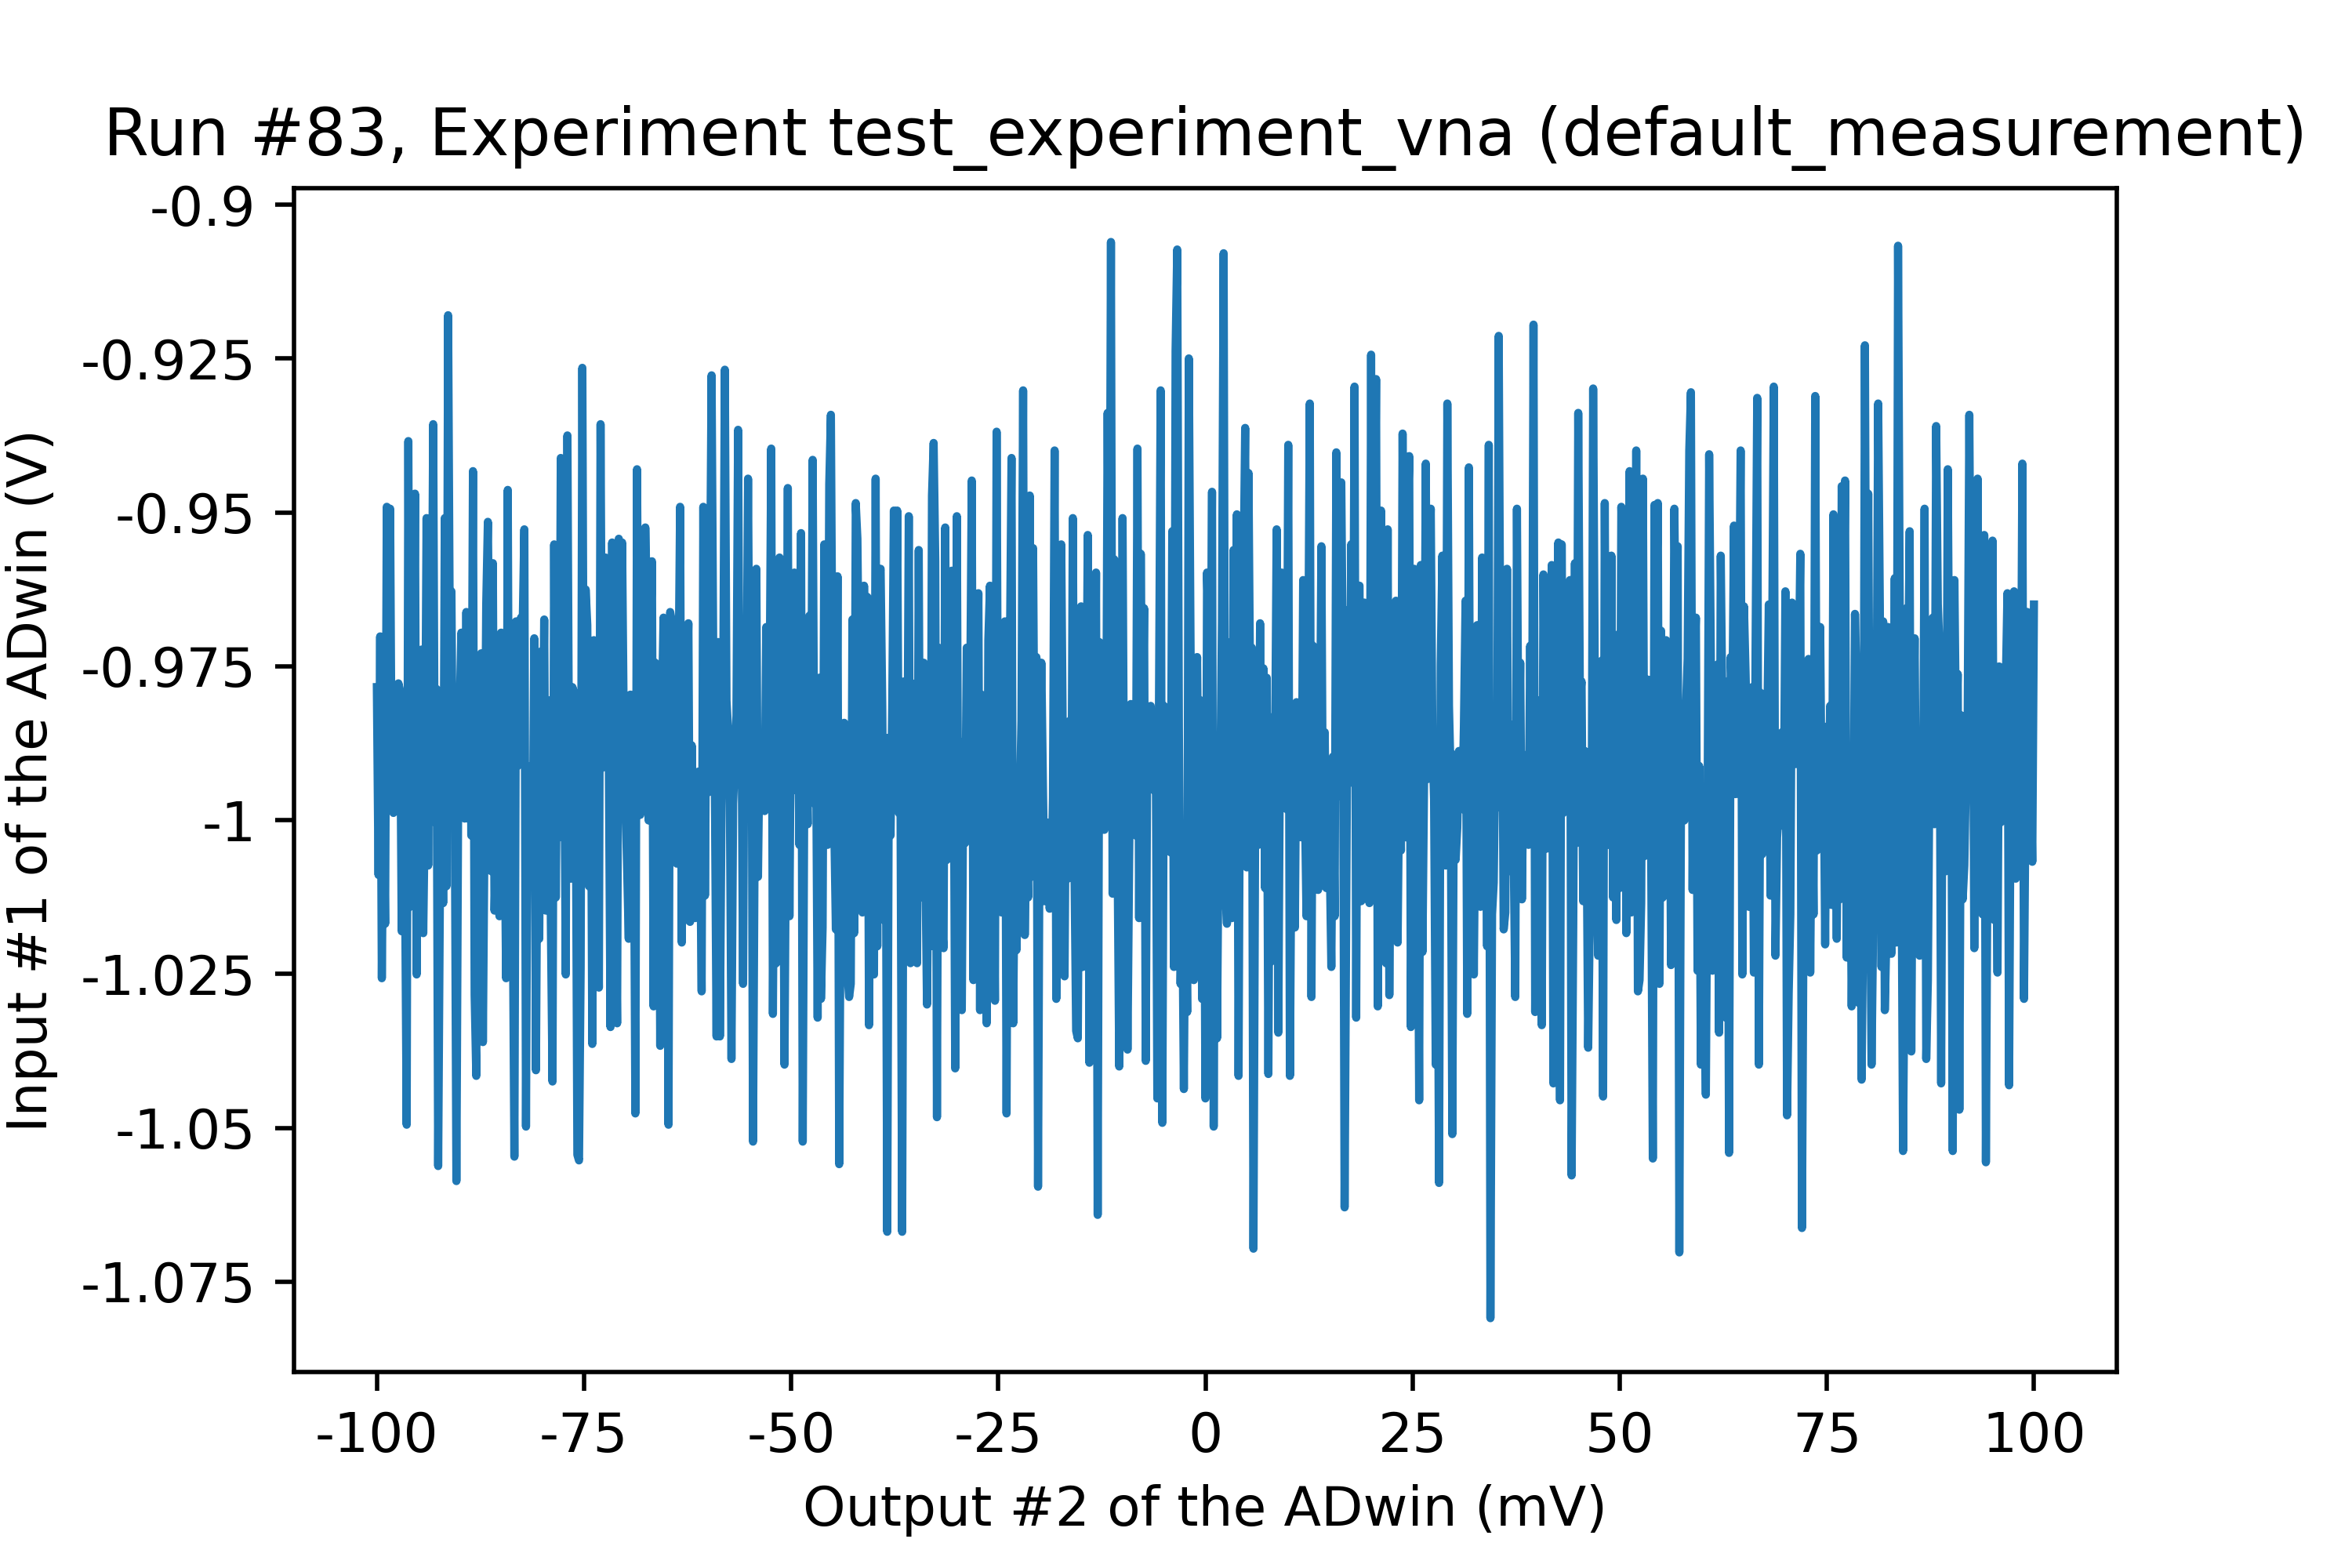 Run #83, Experiment test_experiment_vna (default_measurement)
-0.9
-0.925
-0.95
-0.975
-1
-1.025
-1.05
-1.075
Input #1 of the ADwin (V)
-100 -75 -50 -25 0 25 50 75 100
Output #2 of the ADwin (mV)